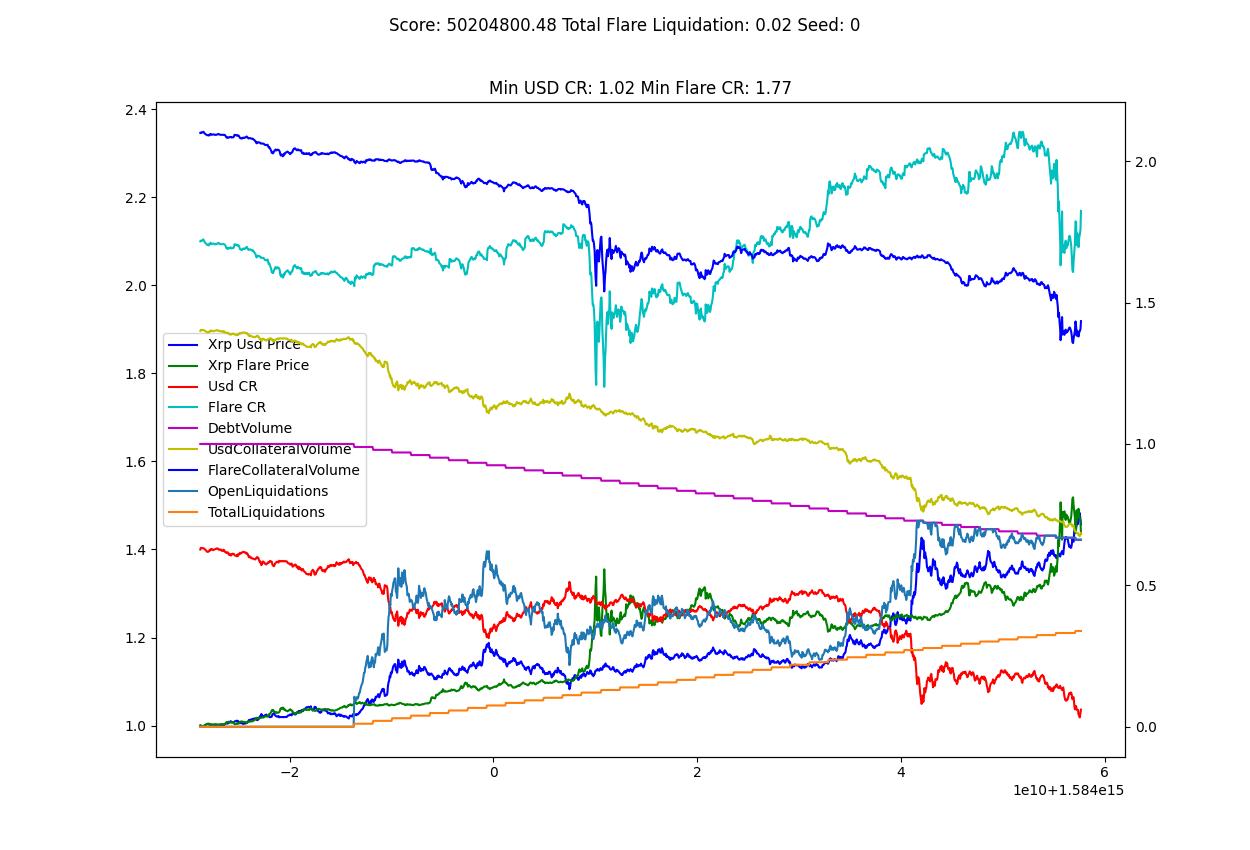 Score: 50204800.48 Total Flare Liquidation: 0.02 Seed: 0
Min USD CR: 1.02 Min Flare CR: 1.77
2.4
2.2
2.0
1.8
1.6
1.4
1.2
1.0
Xrp Usd Price
Xrp Flare Price
Usd CR
Flare CR
DebtVolume
UsdCollateralVolume
FlareCollateralVolume
OpenLiquidations
TotalLiquidations
2.0
1.5
1.0
0.5
0.0
−2 0 2 4 6
1e10+1.584e15